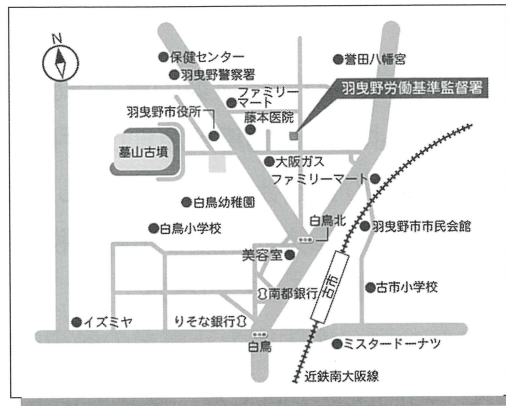 N
保健センター
誉田八幡宮
羽曳野警察署
羽曳野労働基準監督署
ファミリー
マート
羽曳野市役所
藤本医院
墓山古墳
大阪ガス
ファミリーマート
白鳥幼稚園
白鳥北
白鳥小学校
羽曳野市市民会館
美容室
古市
南都銀行
古市小学校
イズミヤ
りそな銀行
白鳥
ミスタードーナツ
近鉄南大阪線